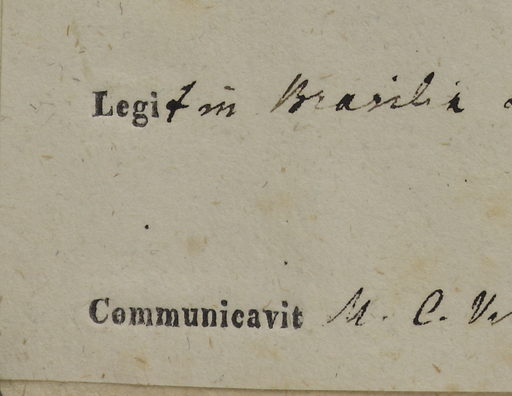 Legit in Brasilia
Communicavit M. C. V